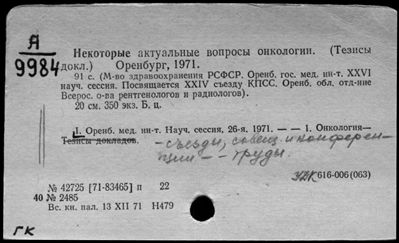 А
9984
Некоторые актуальные вопросы онкологии. (Тезисы
докл.) Оренбург, 1971.
91 с. (М-во здравоохранения РСФСР. Оренб. гос. мед. ин-т. XXVI
науч. сессия. Посвящается XXIV съезду КПСС. Оренб. обл. отд-ние
Всерос. о-ва рентгенологов и радиологов).
20 см. 350 экз. Б. ц.
1. Оренб. мед. ин-т. Науч. сессия, 26-я. 1971. — — 1. Онкология—
Тезисы докладов. -съезды, совещ. и конферен-
ции -- труды.
№ 42725 [71-83465] п 22
616-006(063)
40 № 2485
Вс. кн. пал. 13 XII 71 Н479
ГК